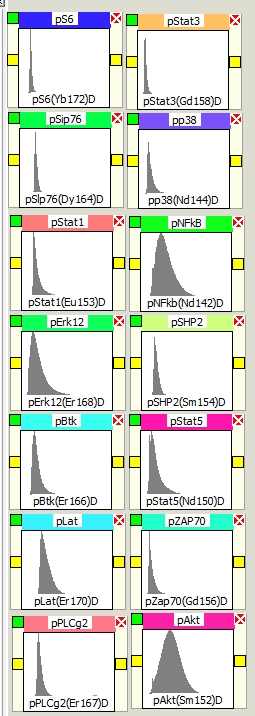 pS6
pStat3
pS6(Yb172)D
pStat3(Gd158)D
pSlp76
pp38
pSlp76(Dy164)D
pp38(Nd144)D
pStat1
pNFkB
pStat1(Eu153)D
pNFkb(Nd142)D
pErk12
pSHP2
pErk12(Er168)D
pSHP2(Sm154)D
pBtk
pStat5
pBtk(Er166)D
pStat5(Nd150)D
pLat
pZAP70
pLat(Er170)D
pZap70(Gd156)D
pPLCg2
pAkt
pPLCg2(Er167)D
pAkt(Sm152)D